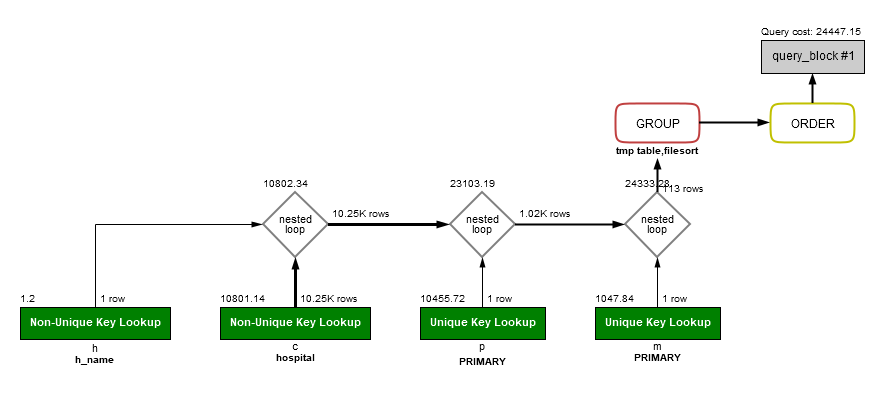 Query cost: 24447.15
query_block #1
GROUP
ORDER
tmp table,filesort
10802.34
23103.19
24333.28
113 rows
nested
loop
10.25K rows
nested
loop
1.02K rows
nested
loop
1.2
1 row
10801.14
10.25K rows
10455.72
1 row
1047.84
1 row
Non-Unique Key Lookup
Non-Unique Key Lookup
Unique Key Lookup
Unique Key Lookup
h
c
p
m
h_name
hospital
PRIMARY
PRIMARY